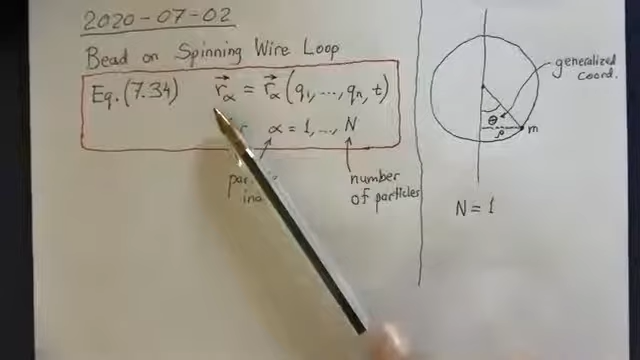 2020-07-02
Bead on Spinning Wire Loop
Eq. (7.34) r⃗α = r⃗α (q1, ..., qn, t)
α = 1, ..., N
number
of particles
generalized
coord.
θ
ρ
m
N = 1